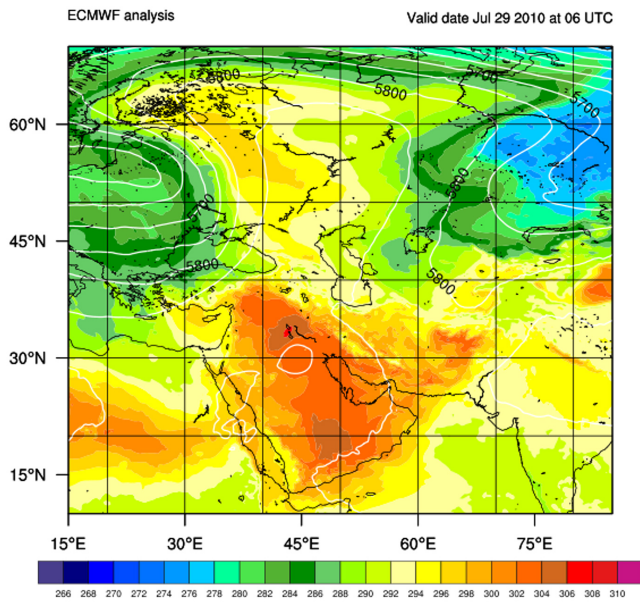 ECMWF analysis
Valid date Jul 29 2010 at 06 UTC
5800
5700
5800
5700
60°N
5800
5700
45°N
5800
5800
30°N
15°N
15°E
30°E
45°E
60°E
75°E
266 268 270 272 274 276 278 280 282 284 286 288 290 292 294 296 298 300 302 304 306 308 310